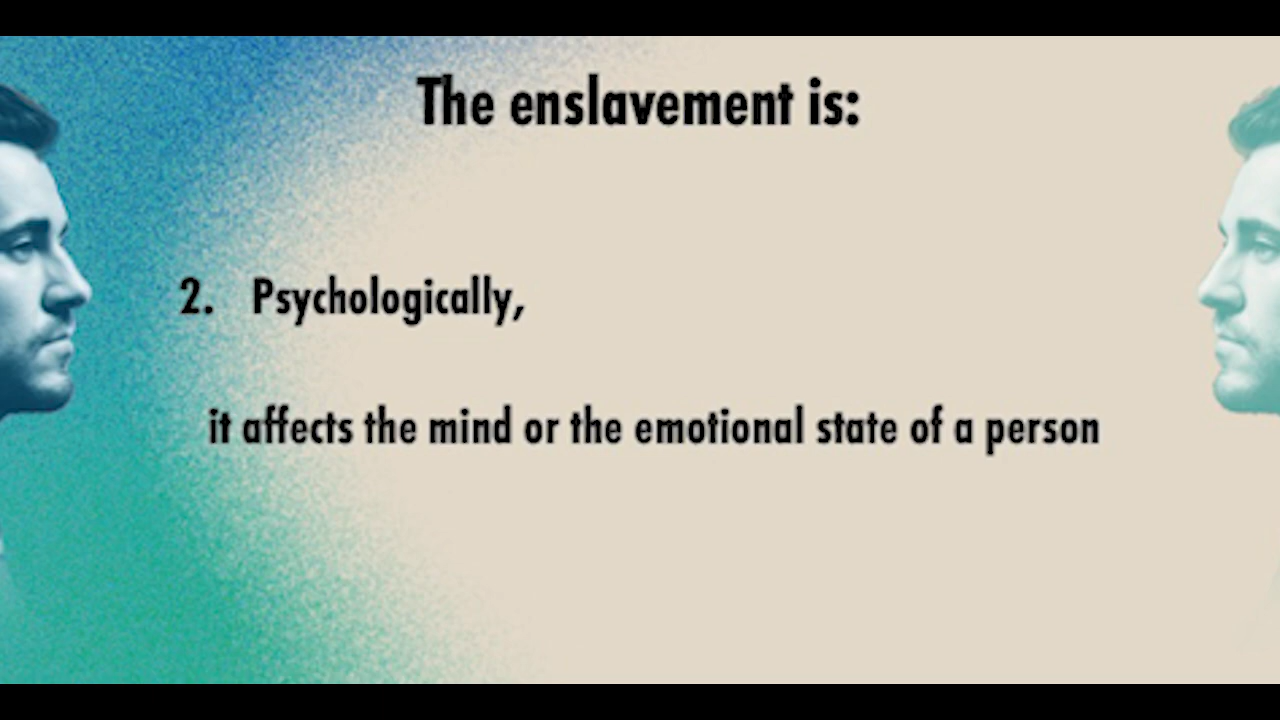 The enslavement is:
2. Psychologically,
it affects the mind or the emotional state of a person